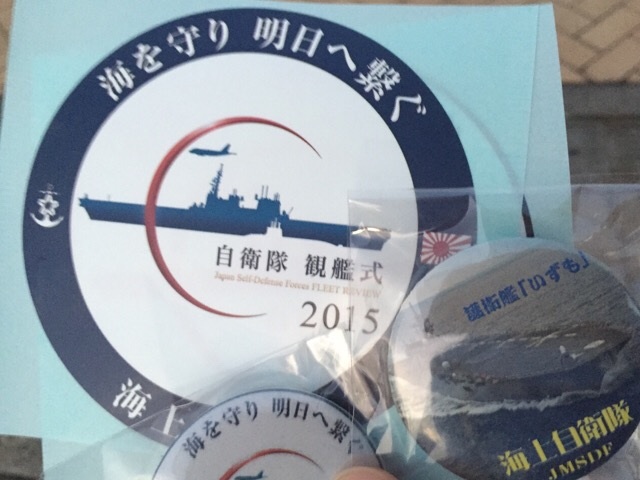 海を守り 明日へ繋ぐ
自衛隊 観艦式
Japan Self-Defense Forces FLEET REVIEW
2015
海上
護衛艦「いずも」
海上自衛隊
JMSDF
海を守り 明日へ繋ぐ